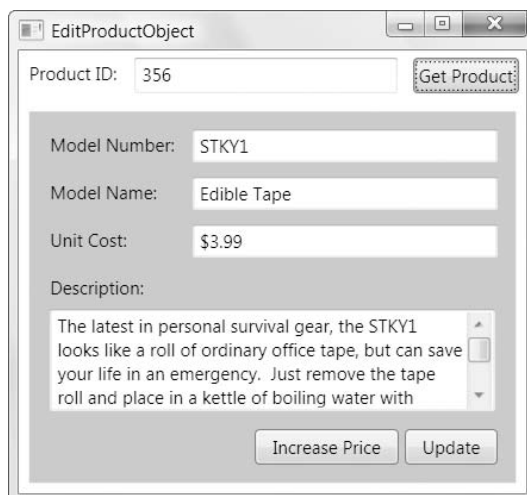 EditProductObject
Product ID: 356 Get Product
Model Number: STKY1
Model Name: Edible Tape
Unit Cost: $3.99
Description:
The latest in personal survival gear, the STKY1
looks like a roll of ordinary office tape, but can save
your life in an emergency.  Just remove the tape
roll and place in a kettle of boiling water with
Increase Price Update